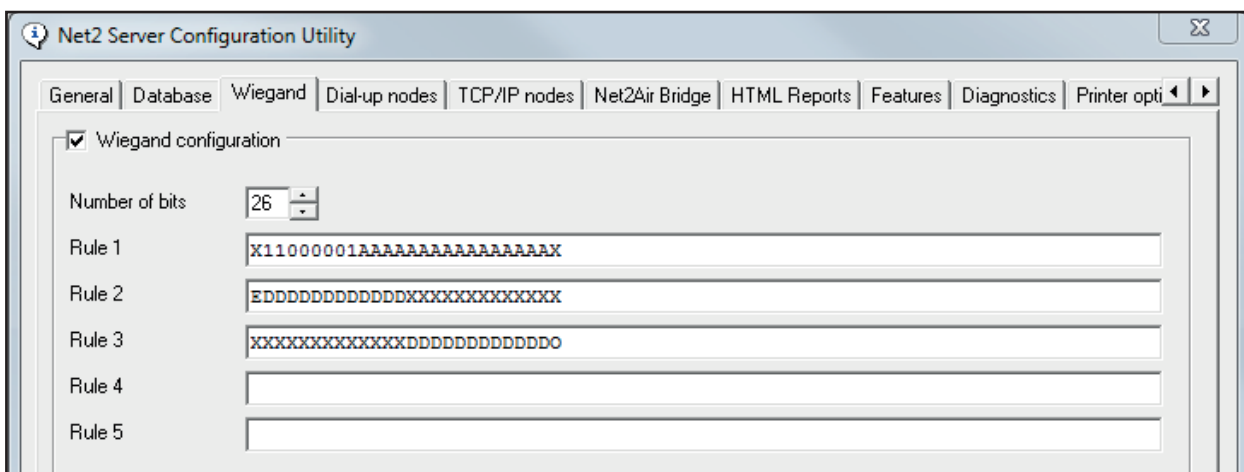 Net2 Server Configuration Utility
General Database Wiegand Dial-up nodes TCP/IP nodes Net2Air Bridge HTML Reports Features Diagnostics Printer opti
Wiegand configuration
Number of bits 26
Rule 1 X11000001AAAAAAAAAAAAAAAAX
Rule 2 EDDDDDDDDDDDDXXXXXXXXXXXXX
Rule 3 XXXXXXXXXXXXXDDDDDDDDDDDDO
Rule 4
Rule 5